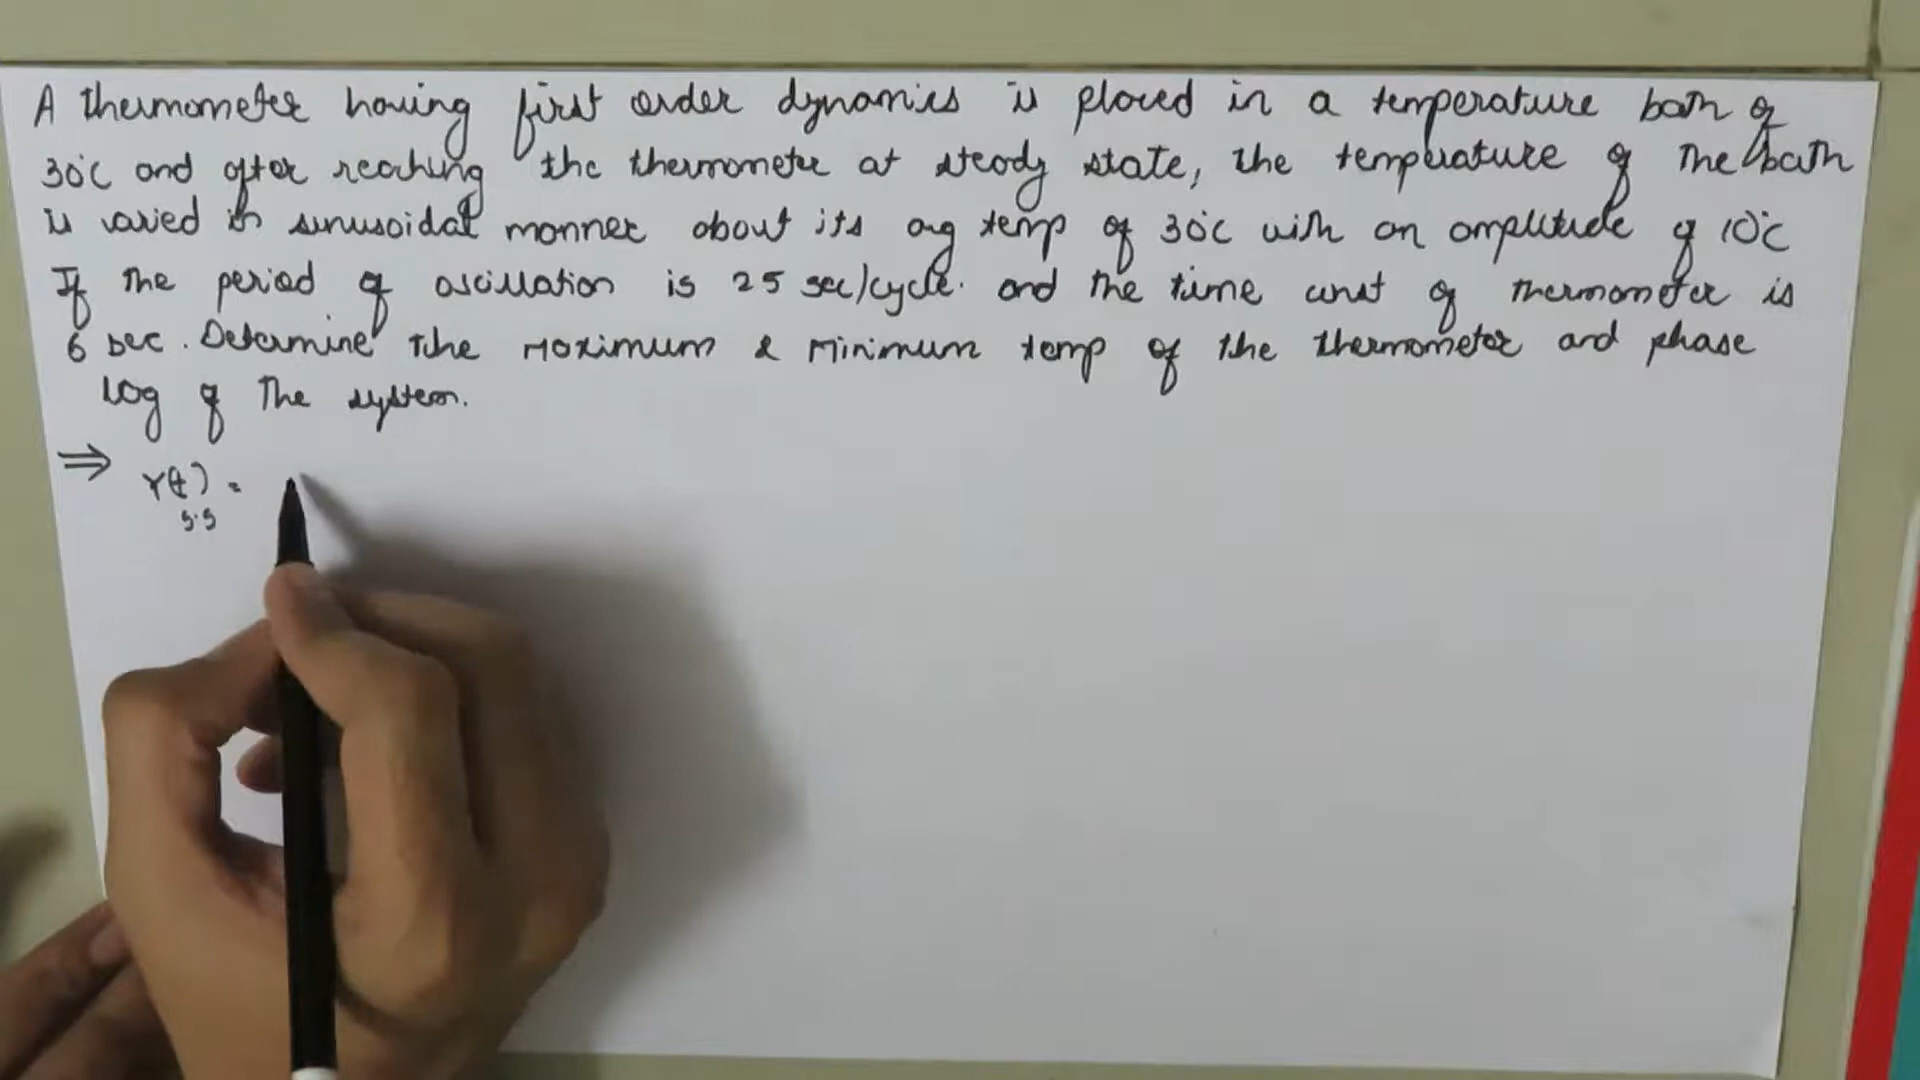 A thermometer having first order dynamics is placed in a temperature bath of
30°C and after reaching the thermometer at steady state, the temperature of the bath
is varied in sinusoidal manner about its avg temp of 30°C with an amplitude of 10°C
If the period of oscillation is 25 sec/cycle. and the time const of thermometer is
6 sec. Determine the Maximum & Minimum temp of the thermometer and phase
lag of the system.
⇒ Y(t) =
s.s